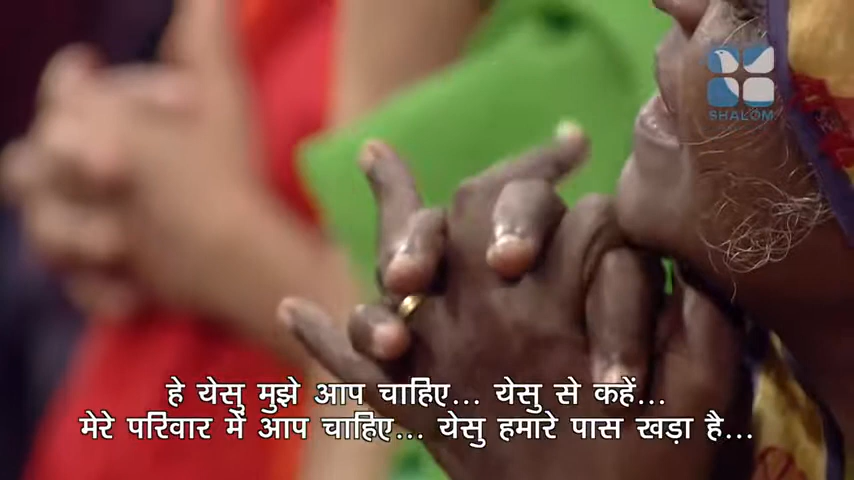 SHALOM
हे येसु मुझे आप चाहिए... येसु से कहें...
मेरे परिवार में आप चाहिए... येसु हमारे पास खड़ा है...